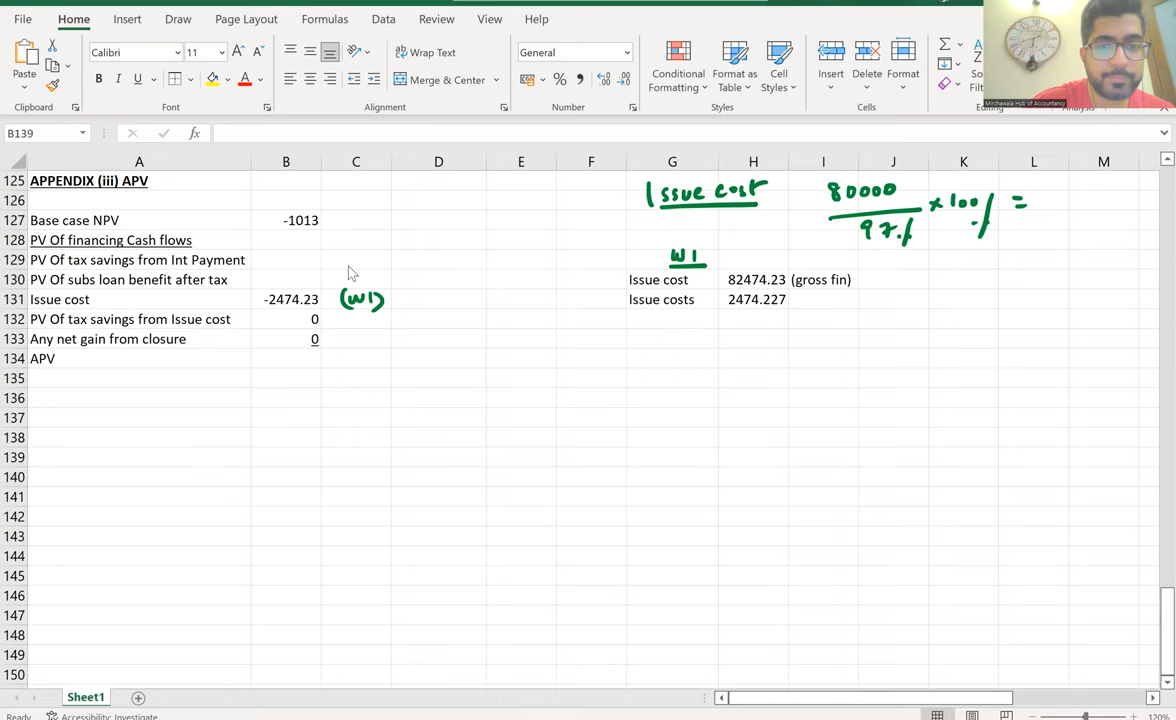 File Home Insert Draw Page Layout Formulas Data Review View Help
Calibri 11 Wrap Text General
Paste Merge & Center Conditional Formatting Format as Table Cell Styles Insert Delete Format
Clipboard Font Alignment Number Styles Cells
Mirchawala Hub of Accountancy
B139 fx
A B C D E F G H I J K L M
125 APPENDIX (iii) APV Issue cost 80000
126 97% × 100% =
127 Base case NPV -1013
128 PV Of financing Cash flows W1
129 PV Of tax savings from Int Payment
130 PV Of subs loan benefit after tax Issue cost 82474.23 (gross fin)
131 Issue cost -2474.23 (W1) Issue costs 2474.227
132 PV Of tax savings from Issue cost 0
133 Any net gain from closure 0
134 APV
135
136
137
138
139
140
141
142
143
144
145
146
147
148
149
150
Sheet1
Ready Accessibility: Investigate 120%